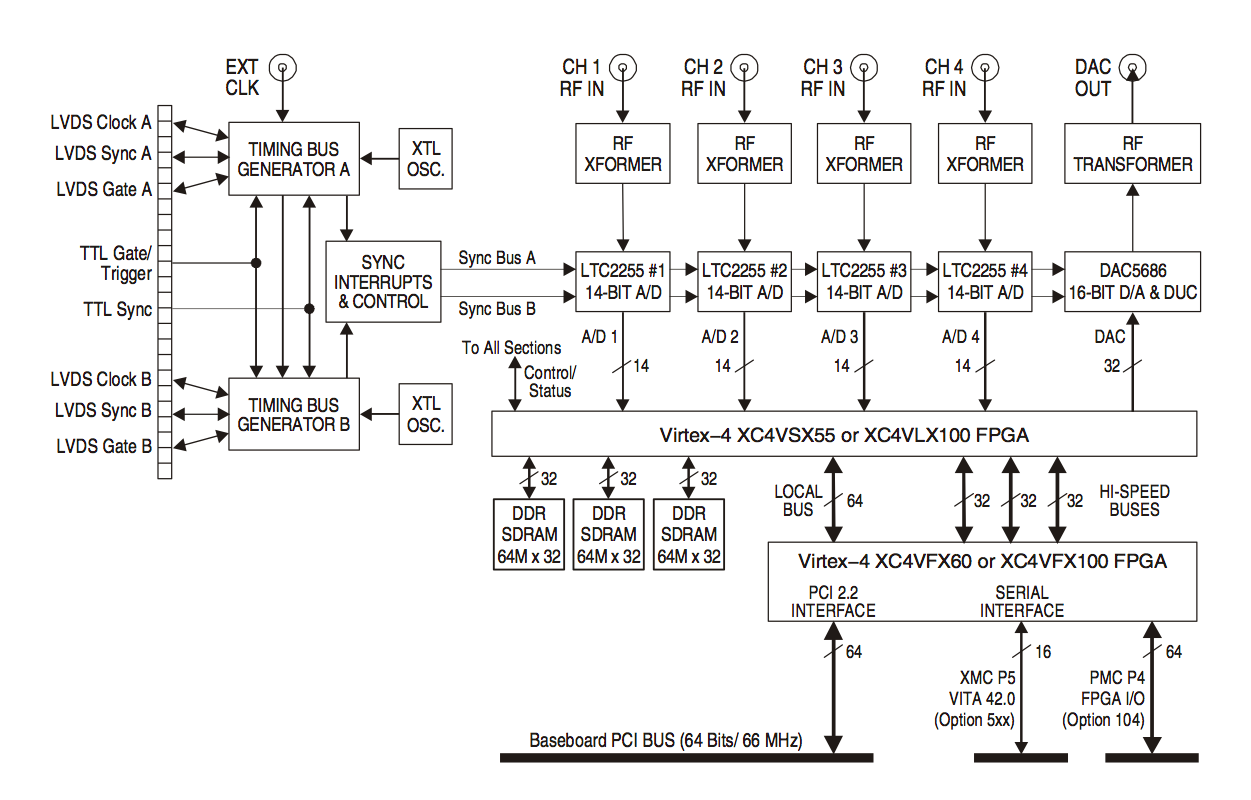 EXT
CLK
CH 1
RF IN
CH 2
RF IN
CH 3
RF IN
CH 4
RF IN
DAC
OUT
LVDS Clock A
LVDS Sync A
LVDS Gate A
TIMING BUS
GENERATOR A
XTL
OSC.
RF
XFORMER
RF
XFORMER
RF
XFORMER
RF
XFORMER
RF
TRANSFORMER
TTL Gate/
Trigger
TTL Sync
SYNC
INTERRUPTS
& CONTROL
Sync Bus A
Sync Bus B
LTC2255 #1
14-BIT A/D
LTC2255 #2
14-BIT A/D
LTC2255 #3
14-BIT A/D
LTC2255 #4
14-BIT A/D
DAC5686
16-BIT D/A & DUC
To All Sections
Control/
Status
A/D 1
14
A/D 2
14
A/D 3
14
A/D 4
14
DAC
32
LVDS Clock B
LVDS Sync B
LVDS Gate B
TIMING BUS
GENERATOR B
XTL
OSC.
Virtex–4 XC4VSX55 or XC4VLX100 FPGA
32
32
32
LOCAL
BUS
64
32
32
32
HI-SPEED
BUSES
DDR
SDRAM
64M x 32
DDR
SDRAM
64M x 32
DDR
SDRAM
64M x 32
Virtex–4 XC4VFX60 or XC4VFX100 FPGA
PCI 2.2
INTERFACE
SERIAL
INTERFACE
64
16
64
XMC P5
VITA 42.0
(Option 5xx)
PMC P4
FPGA I/O
(Option 104)
Baseboard PCI BUS (64 Bits/ 66 MHz)